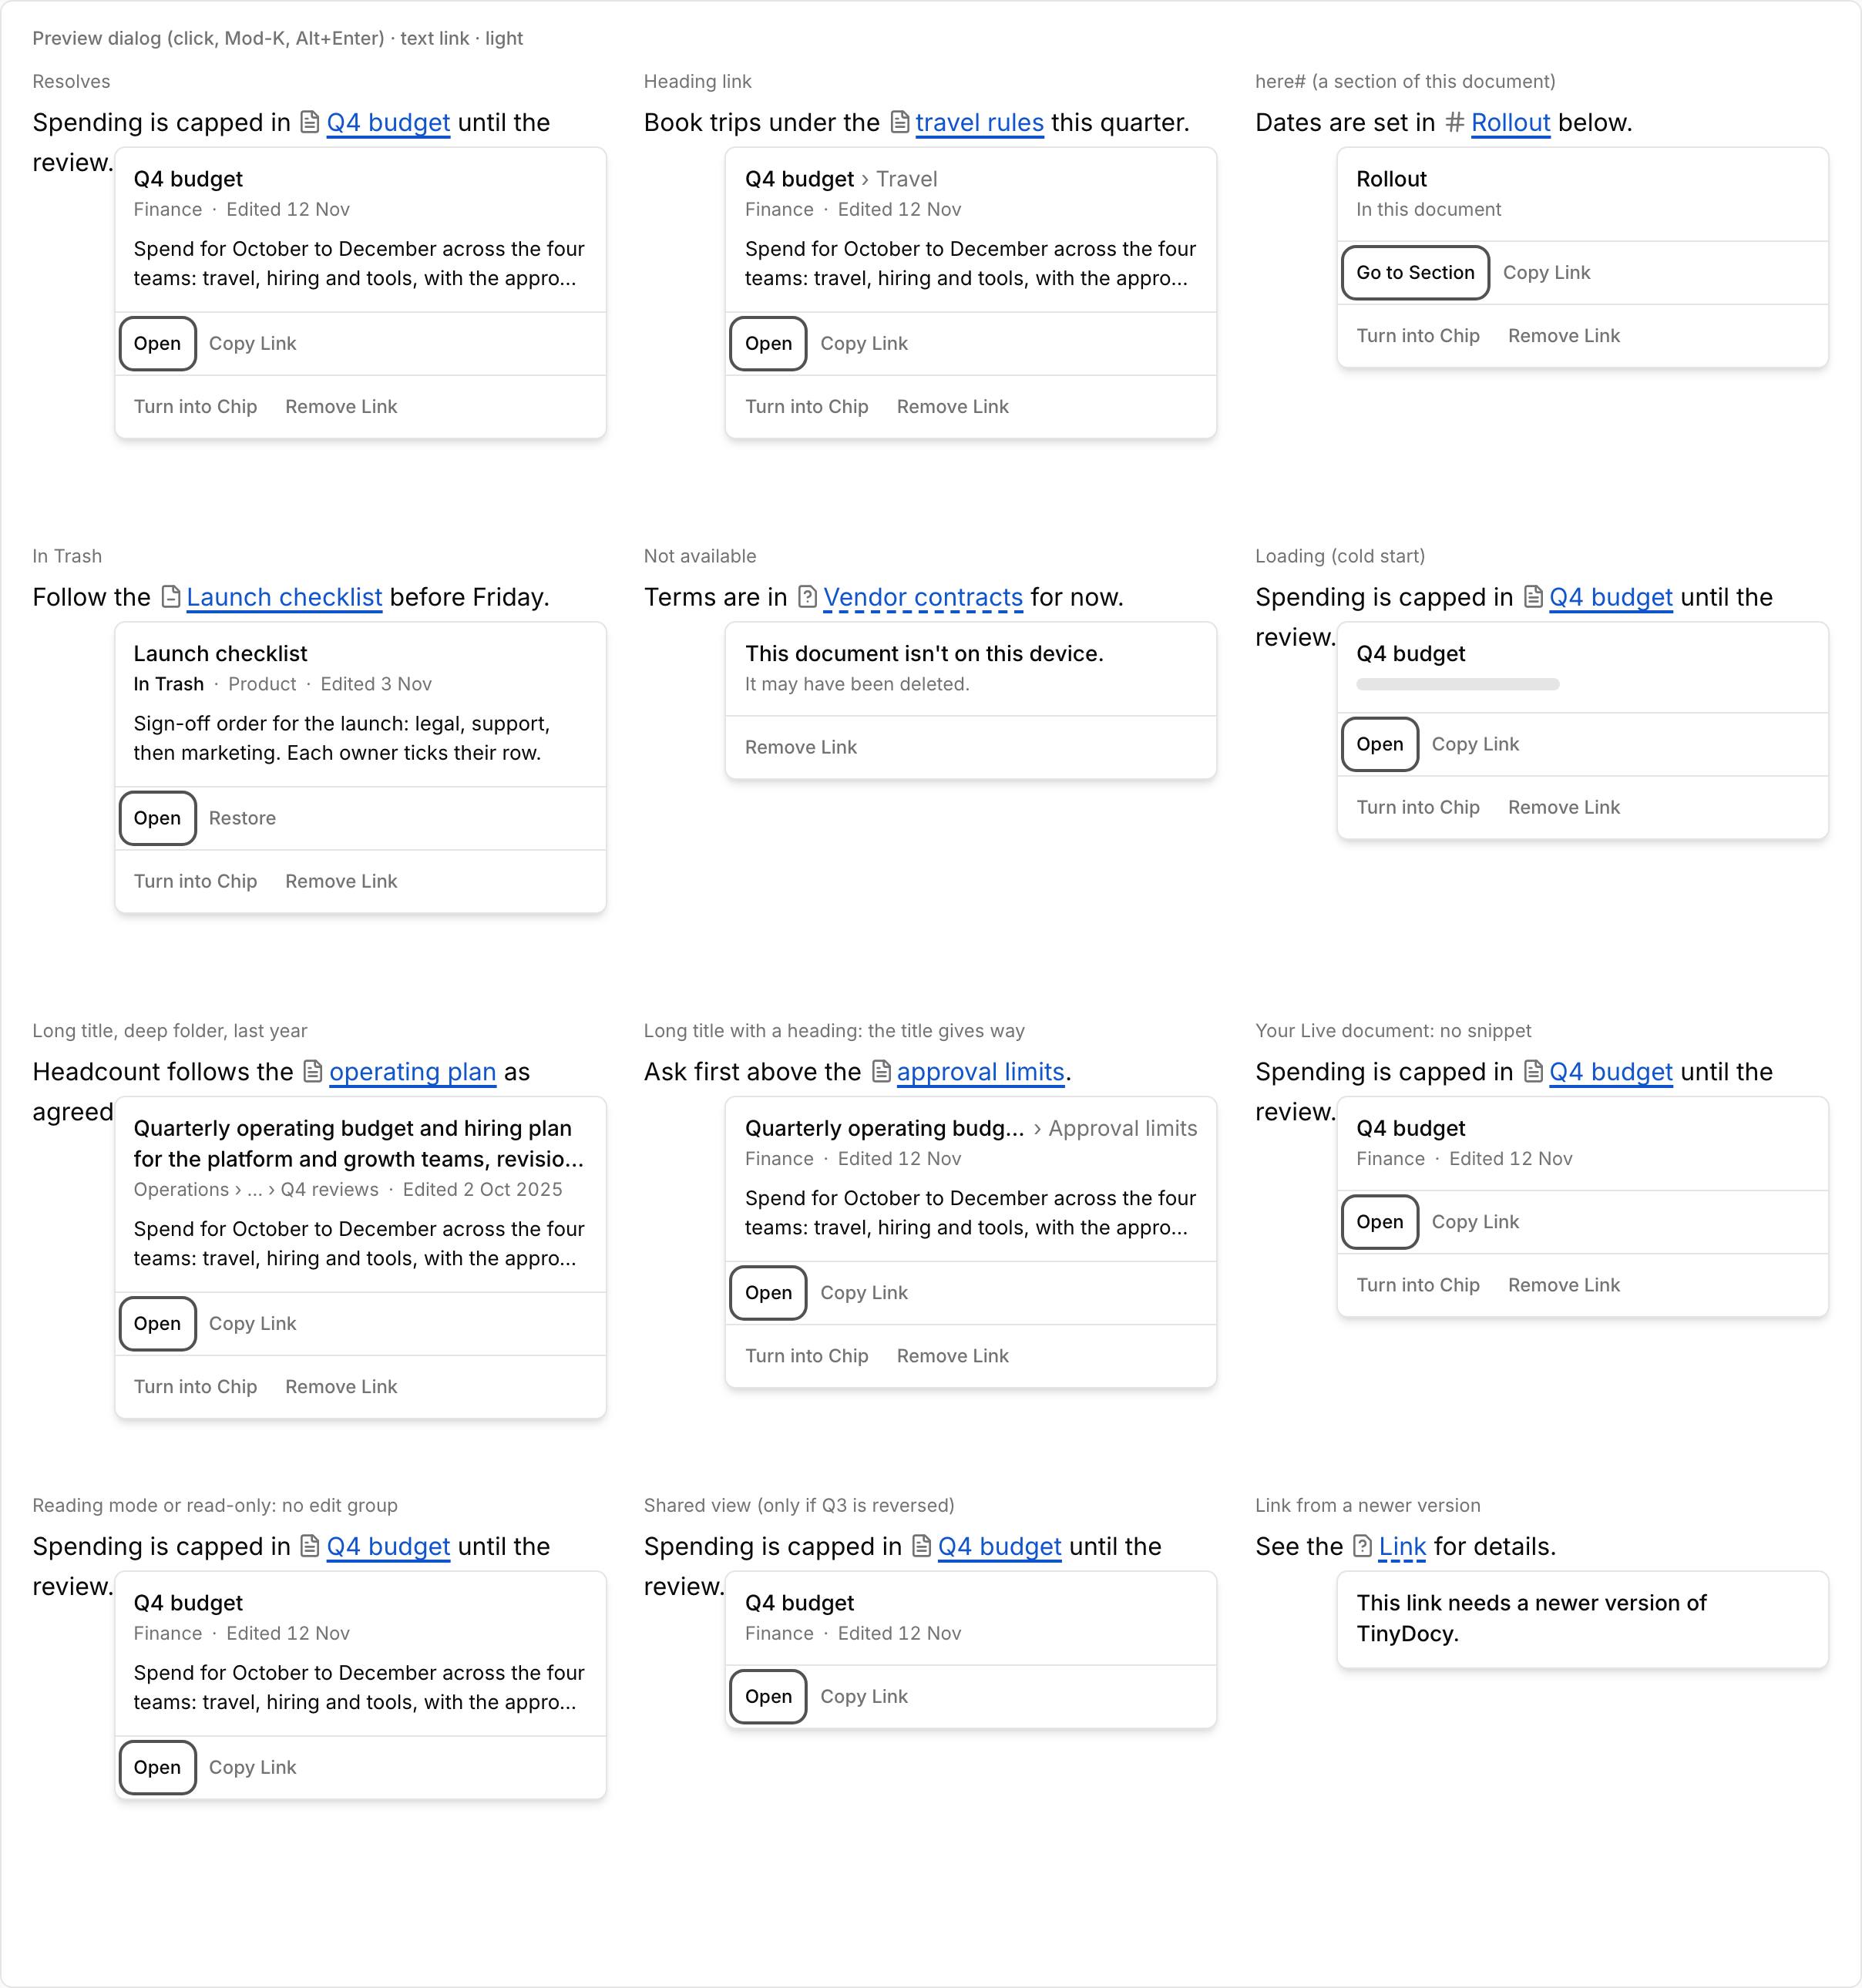 Preview dialog (click, Mod-K, Alt+Enter) · text link · light
Resolves
Spending is capped in Q4 budget until the
review.
Q4 budget
Finance · Edited 12 Nov
Spend for October to December across the four
teams: travel, hiring and tools, with the appro...
Open Copy Link
Turn into Chip Remove Link
Heading link
Book trips under the travel rules this quarter.
Q4 budget › Travel
Finance · Edited 12 Nov
Spend for October to December across the four
teams: travel, hiring and tools, with the appro...
Open Copy Link
Turn into Chip Remove Link
here# (a section of this document)
Dates are set in # Rollout below.
Rollout
In this document
Go to Section Copy Link
Turn into Chip Remove Link
In Trash
Follow the Launch checklist before Friday.
Launch checklist
In Trash · Product · Edited 3 Nov
Sign-off order for the launch: legal, support,
then marketing. Each owner ticks their row.
Open Restore
Turn into Chip Remove Link
Not available
Terms are in ? Vendor contracts for now.
This document isn't on this device.
It may have been deleted.
Remove Link
Loading (cold start)
Spending is capped in Q4 budget until the
review.
Q4 budget
Open Copy Link
Turn into Chip Remove Link
Long title, deep folder, last year
Headcount follows the operating plan as
agreed
Quarterly operating budget and hiring plan
for the platform and growth teams, revisio...
Operations › ... › Q4 reviews · Edited 2 Oct 2025
Spend for October to December across the four
teams: travel, hiring and tools, with the appro...
Open Copy Link
Turn into Chip Remove Link
Long title with a heading: the title gives way
Ask first above the approval limits.
Quarterly operating budg... › Approval limits
Finance · Edited 12 Nov
Spend for October to December across the four
teams: travel, hiring and tools, with the appro...
Open Copy Link
Turn into Chip Remove Link
Your Live document: no snippet
Spending is capped in Q4 budget until the
review.
Q4 budget
Finance · Edited 12 Nov
Open Copy Link
Turn into Chip Remove Link
Reading mode or read-only: no edit group
Spending is capped in Q4 budget until the
review.
Q4 budget
Finance · Edited 12 Nov
Spend for October to December across the four
teams: travel, hiring and tools, with the appro...
Open Copy Link
Shared view (only if Q3 is reversed)
Spending is capped in Q4 budget until the
review.
Q4 budget
Finance · Edited 12 Nov
Open Copy Link
Link from a newer version
See the ? Link for details.
This link needs a newer version of
TinyDocy.